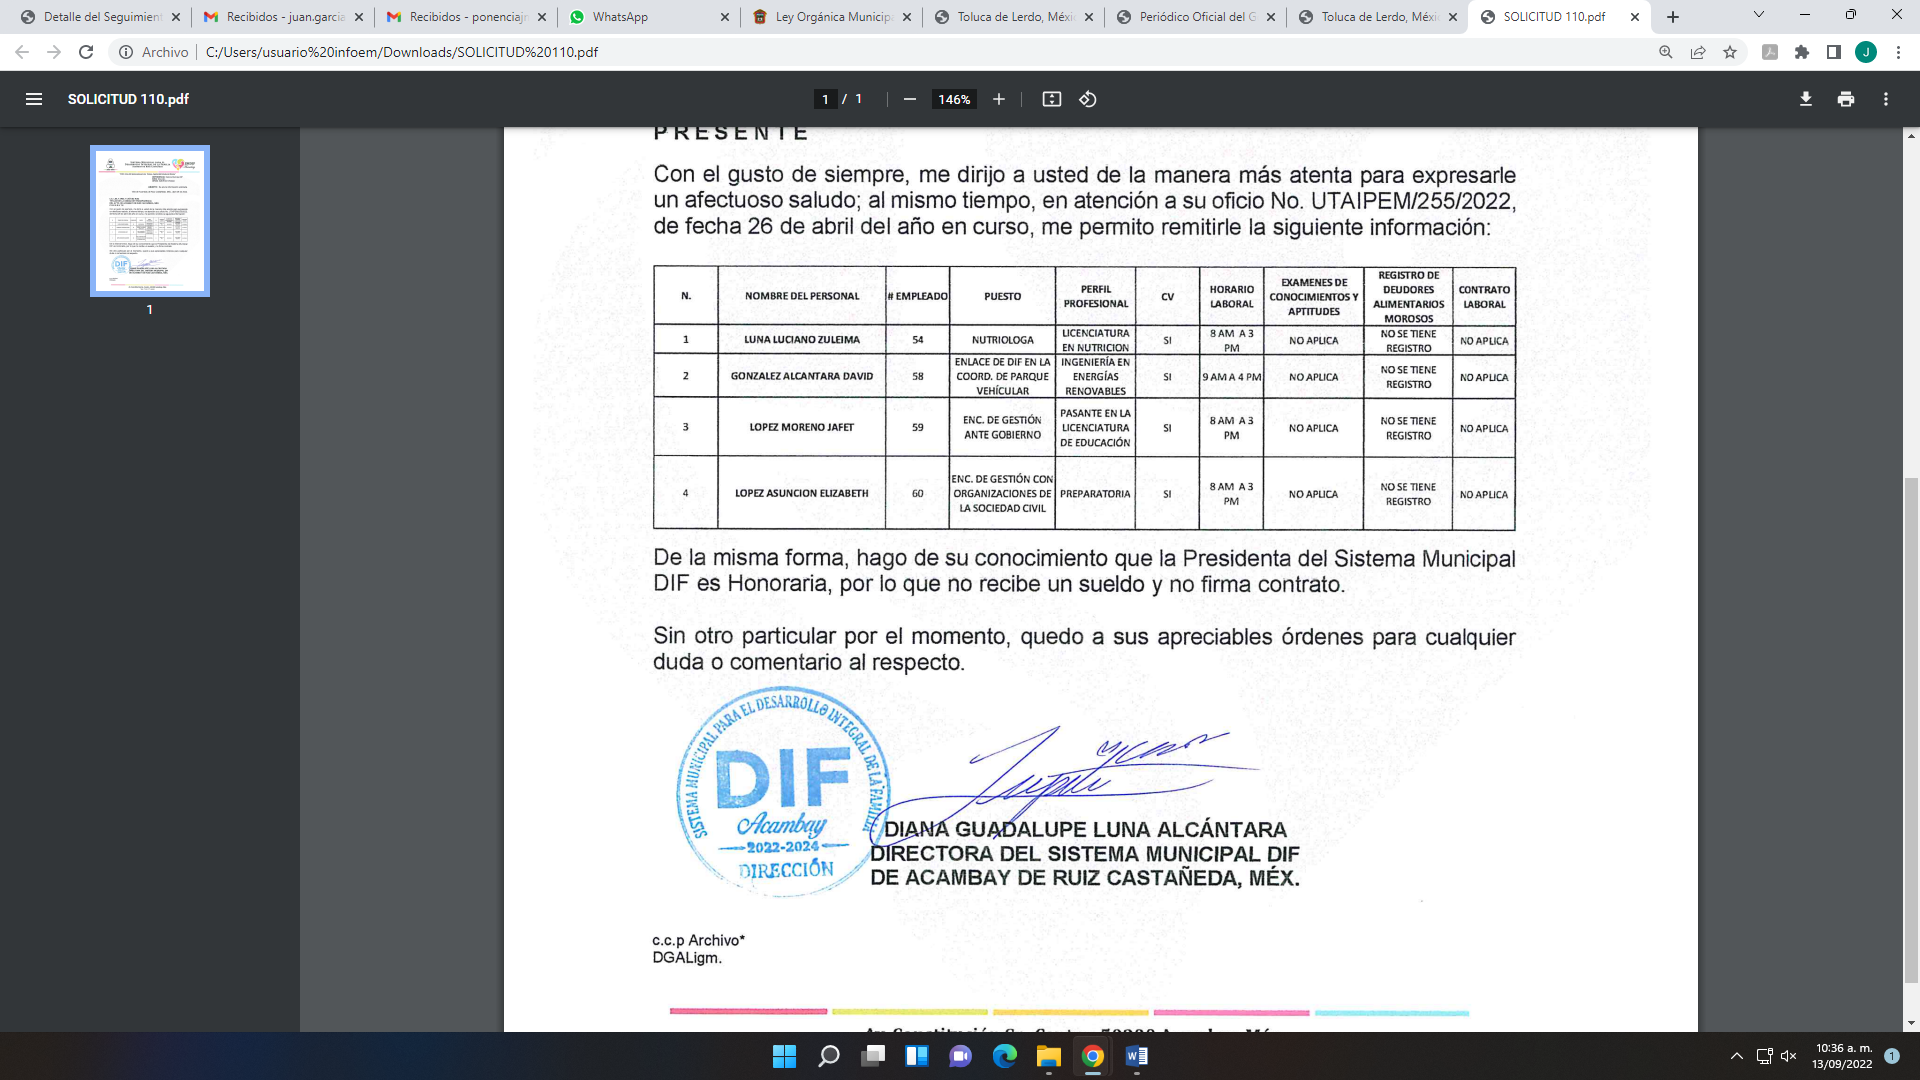 Detalle del Seguimient
Recibidos - juan.garcia
Recibidos - ponenciajr
WhatsApp
Ley Orgánica Municipa
Toluca de Lerdo, Méxi
Periódico Oficial del G
Toluca de Lerdo, Méxi
SOLICITUD 110.pdf
Archivo
C:/Users/usuario%20infoem/Downloads/SOLICITUD%20110.pdf
J
SOLICITUD 110.pdf
1 / 1
146%
1
PRESENTE
Con el gusto de siempre, me dirijo a usted de la manera más atenta para expresarle
un afectuoso saludo; al mismo tiempo, en atención a su oficio No. UTAIPEM/255/2022,
de fecha 26 de abril del año en curso, me permito remitirle la siguiente información:
N. NOMBRE DEL PERSONAL # EMPLEADO PUESTO PERFIL PROFESIONAL CV HORARIO LABORAL EXAMENES DE CONOCIMIENTOS Y APTITUDES REGISTRO DE DEUDORES ALIMENTARIOS MOROSOS CONTRATO LABORAL
1 LUNA LUCIANO ZULEIMA 54 NUTRIOLOGA LICENCIATURA EN NUTRICION SI 8 AM A 3 PM NO APLICA NO SE TIENE REGISTRO NO APLICA
2 GONZALEZ ALCANTARA DAVID 58 ENLACE DE DIF EN LA COORD. DE PARQUE VEHÍCULAR INGENIERÍA EN ENERGÍAS RENOVABLES SI 9 AM A 4 PM NO APLICA NO SE TIENE REGISTRO NO APLICA
3 LOPEZ MORENO JAFET 59 ENC. DE GESTIÓN ANTE GOBIERNO PASANTE EN LA LICENCIATURA DE EDUCACIÓN SI 8 AM A 3 PM NO APLICA NO SE TIENE REGISTRO NO APLICA
4 LOPEZ ASUNCION ELIZABETH 60 ENC. DE GESTIÓN CON ORGANIZACIONES DE LA SOCIEDAD CIVIL PREPARATORIA SI 8 AM A 3 PM NO APLICA NO SE TIENE REGISTRO NO APLICA
De la misma forma, hago de su conocimiento que la Presidenta del Sistema Municipal
DIF es Honoraria, por lo que no recibe un sueldo y no firma contrato.
Sin otro particular por el momento, quedo a sus apreciables órdenes para cualquier
duda o comentario al respecto.
SISTEMA MUNICIPAL PARA EL DESARROLLO INTEGRAL DE LA FAMILIA
DIF
Acambay
2022-2024
DIRECCIÓN
DIANA GUADALUPE LUNA ALCÁNTARA
DIRECTORA DEL SISTEMA MUNICIPAL DIF
DE ACAMBAY DE RUIZ CASTAÑEDA, MÉX.
c.c.p Archivo*
DGALigm.
10:36 a. m.
13/09/2022
1